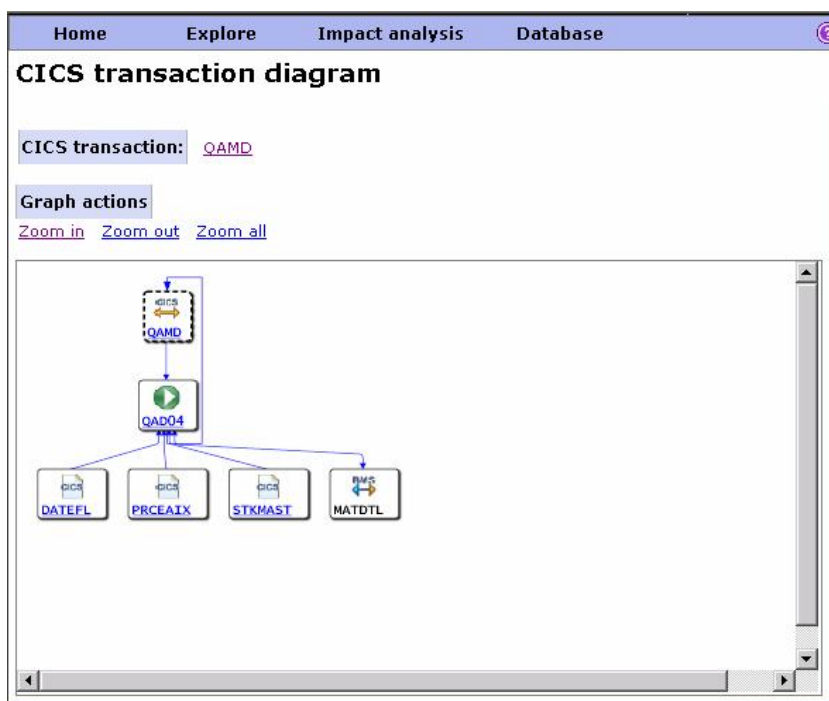 Home Explore Impact analysis Database ?
CICS transaction diagram
CICS transaction: QAMD
Graph actions
Zoom in Zoom out Zoom all
CICS
QAMD
QAD04
CICS CICS CICS BMS
DATEFL PRCEAIX STKMAST MATDTL